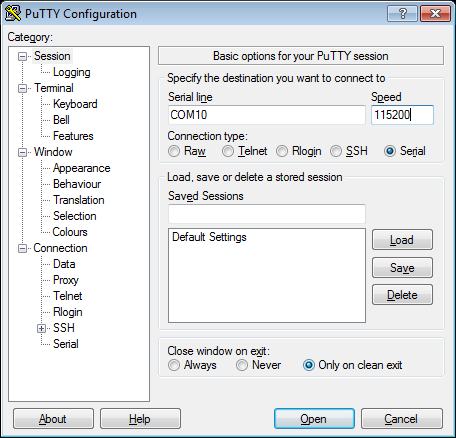 PuTTY Configuration
Category:
Session
Logging
Terminal
Keyboard
Bell
Features
Window
Appearance
Behaviour
Translation
Selection
Colours
Connection
Data
Proxy
Telnet
Rlogin
SSH
Serial
Basic options for your PuTTY session
Specify the destination you want to connect to
Serial line Speed
COM10 115200
Connection type:
Raw Telnet Rlogin SSH Serial
Load, save or delete a stored session
Saved Sessions
Default Settings
Load
Save
Delete
Close window on exit:
Always Never Only on clean exit
About Help Open Cancel